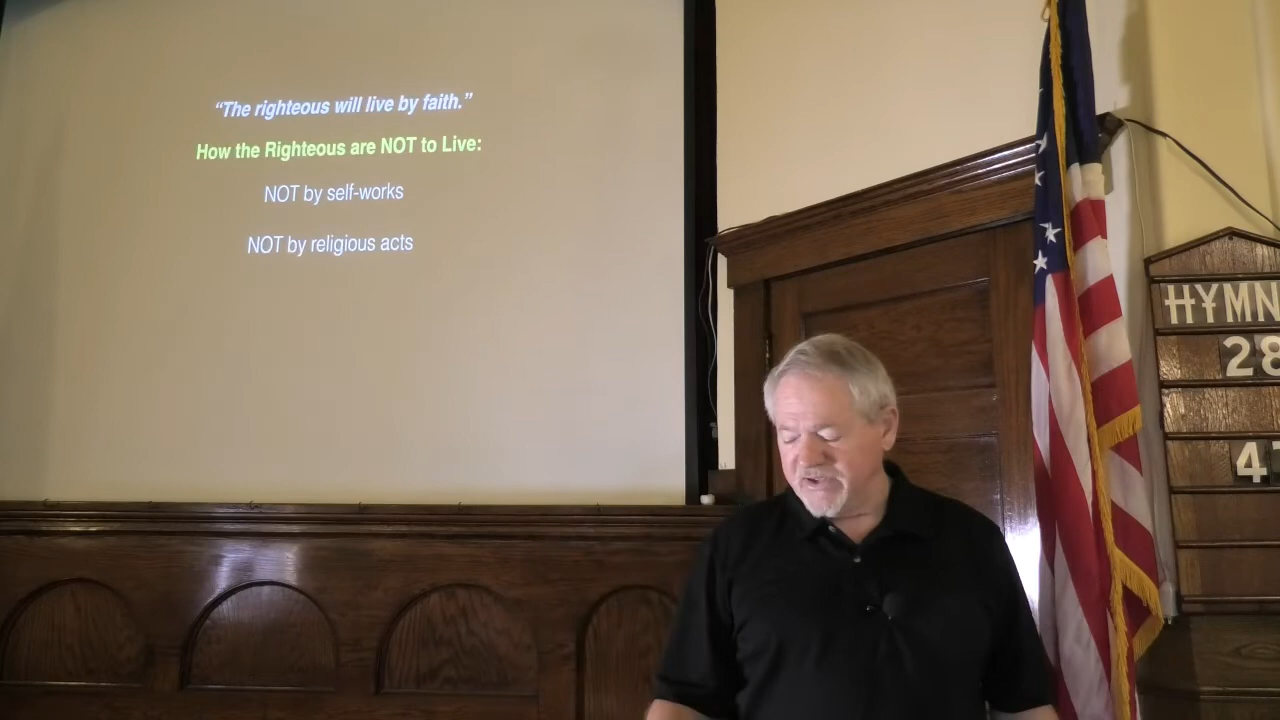 “The righteous will live by faith.”
How the Righteous are NOT to Live:
NOT by self-works
NOT by religious acts
HYMN
28
4